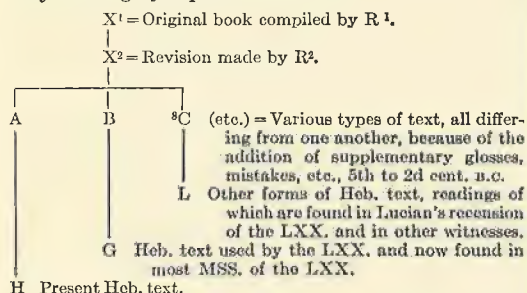 X¹ = Original book compiled by R¹.
X² = Revision made by R².
A B ⁸C (etc.) = Various types of text, all differ-
ing from one another, because of the
addition of supplementary glosses,
mistakes, etc., 5th to 2d cent. B.C.
L Other forms of Heb. text, readings of
which are found in Lucian's recension
of the LXX. and in other witnesses.
G Heb. text used by the LXX. and now found in
most MSS. of the LXX.
H Present Heb. text.